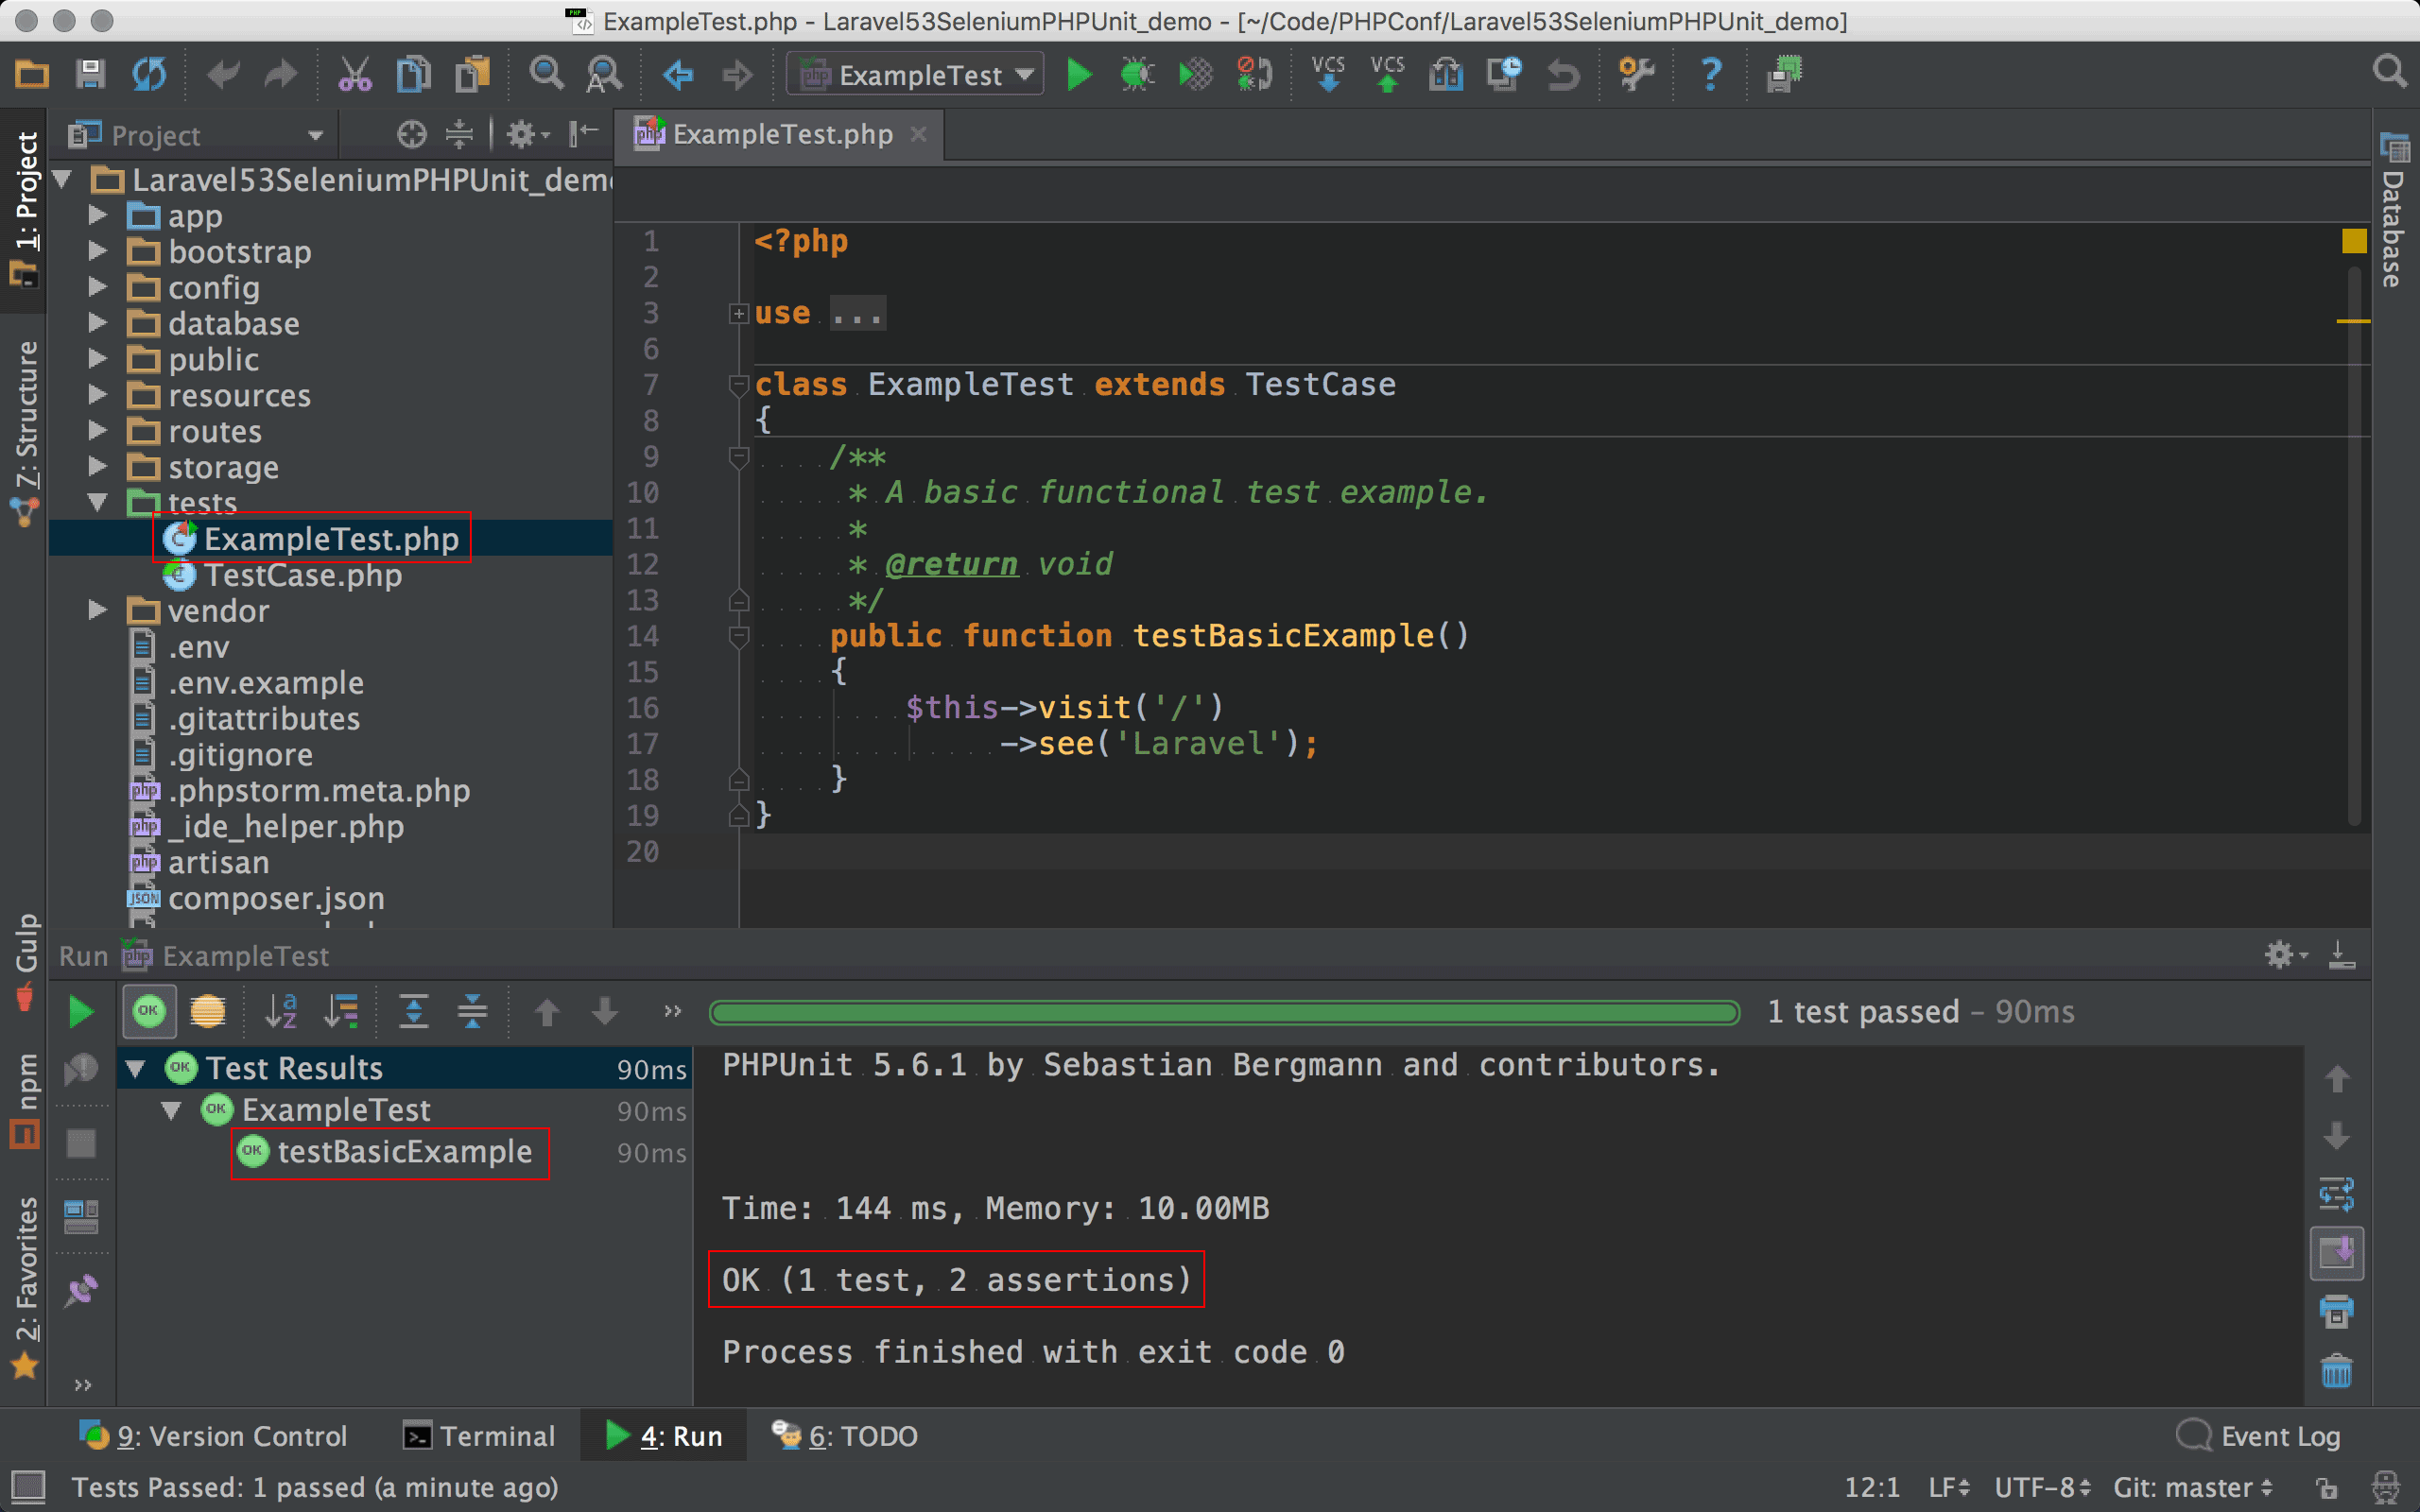 ExampleTest.php - Laravel53SeleniumPHPUnit_demo - [~/Code/PHPConf/Laravel53SeleniumPHPUnit_demo]
ExampleTest
VCS
VCS
1: Project
7: Structure
Gulp
npm
2: Favorites
Project
Laravel53SeleniumPHPUnit_demo
app
bootstrap
config
database
public
resources
routes
storage
tests
ExampleTest.php
TestCase.php
vendor
.env
.env.example
.gitattributes
.gitignore
.phpstorm.meta.php
_ide_helper.php
artisan
composer.json
ExampleTest.php
1 <?php
2
3 use ...
6
7 class ExampleTest extends TestCase
8 {
9 /**
10 * A basic functional test example.
11 *
12 * @return void
13 */
14 public function testBasicExample()
15 {
16 $this->visit('/')
17 ->see('Laravel');
18 }
19 }
20
Database
Run ExampleTest
1 test passed – 90ms
Test Results 90ms
ExampleTest 90ms
testBasicExample 90ms
PHPUnit 5.6.1 by Sebastian Bergmann and contributors.
Time: 144 ms, Memory: 10.00MB
OK (1 test, 2 assertions)
Process finished with exit code 0
9: Version Control
Terminal
4: Run
6: TODO
Event Log
Tests Passed: 1 passed (a minute ago)
12:1 LF UTF-8 Git: master